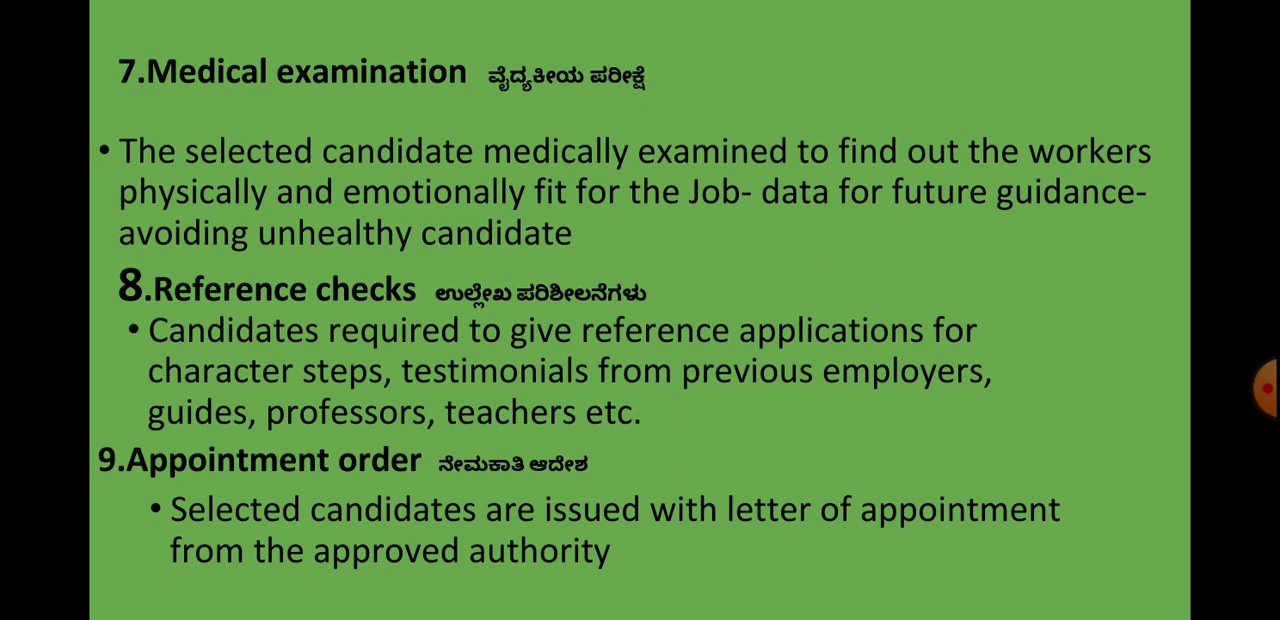 7.Medical examination ವೈದ್ಯಕೀಯ ಪರೀಕ್ಷೆ
• The selected candidate medically examined to find out the workers
physically and emotionally fit for the Job- data for future guidance-
avoiding unhealthy candidate
8.Reference checks ಉಲ್ಲೇಖ ಪರಿಶೀಲನೆಗಳು
• Candidates required to give reference applications for
character steps, testimonials from previous employers,
guides, professors, teachers etc.
9.Appointment order ನೇಮಕಾತಿ ಆದೇಶ
• Selected candidates are issued with letter of appointment
from the approved authority